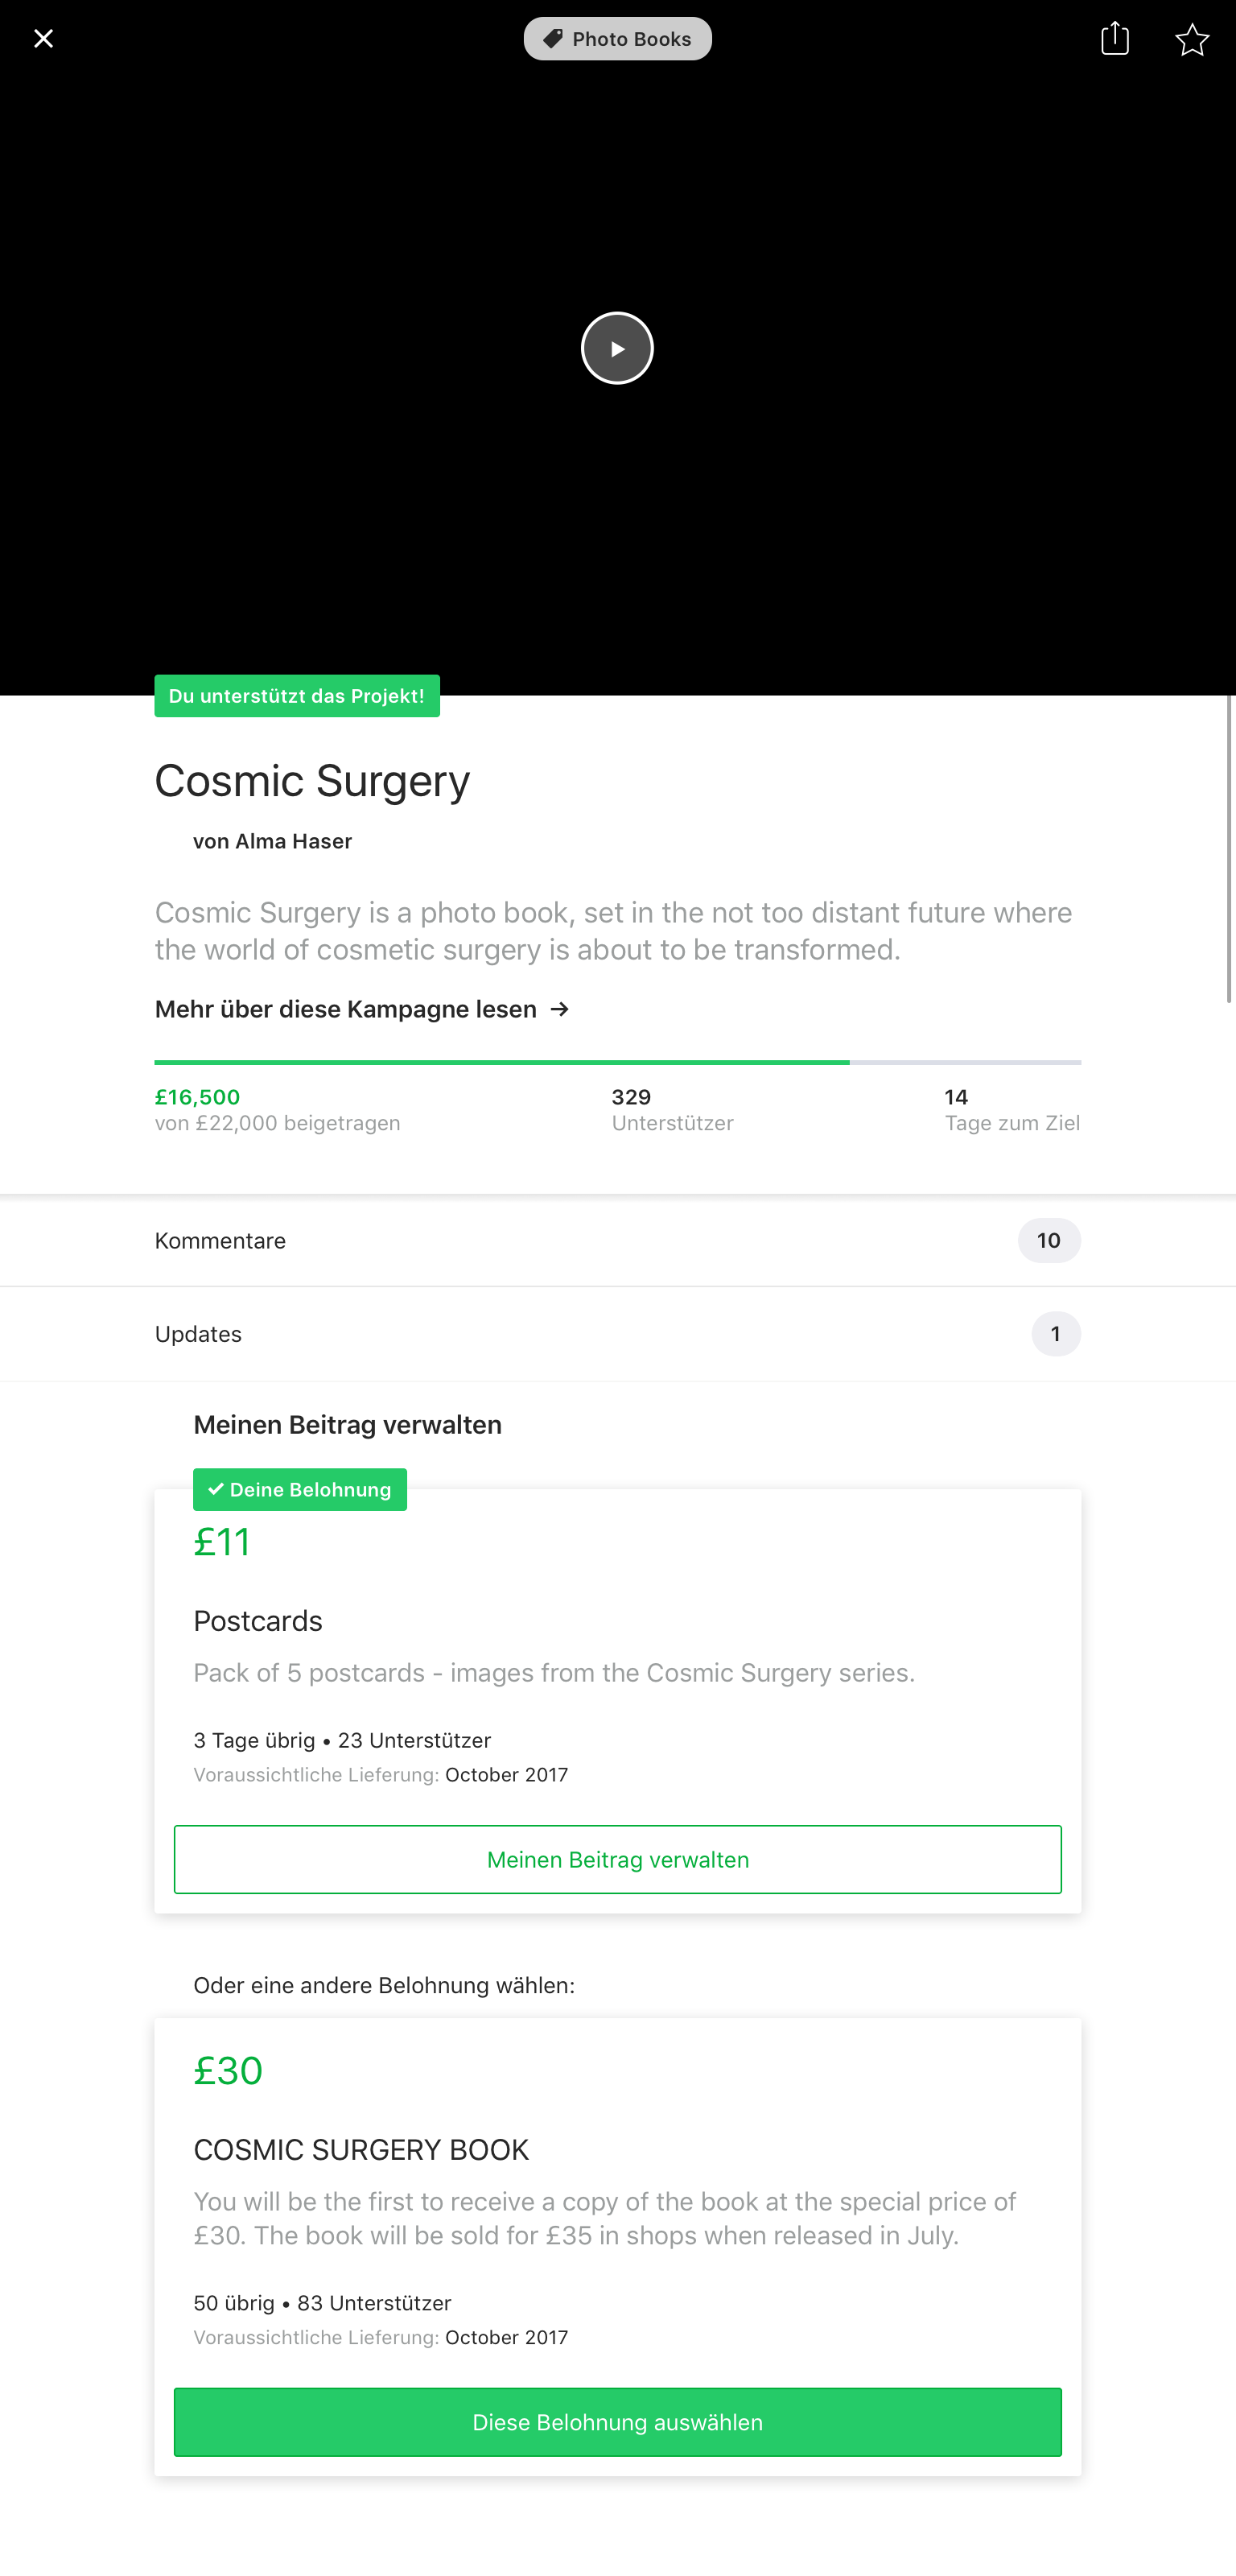 Photo Books
Du unterstützt das Projekt!
Cosmic Surgery
von Alma Haser
Cosmic Surgery is a photo book, set in the not too distant future where
the world of cosmetic surgery is about to be transformed.
Mehr über diese Kampagne lesen →
£16,500
von £22,000 beigetragen
329
Unterstützer
14
Tage zum Ziel
Kommentare
10
Updates
1
Meinen Beitrag verwalten
✓ Deine Belohnung
£11
Postcards
Pack of 5 postcards - images from the Cosmic Surgery series.
3 Tage übrig • 23 Unterstützer
Voraussichtliche Lieferung: October 2017
Meinen Beitrag verwalten
Oder eine andere Belohnung wählen:
£30
COSMIC SURGERY BOOK
You will be the first to receive a copy of the book at the special price of
£30. The book will be sold for £35 in shops when released in July.
50 übrig • 83 Unterstützer
Voraussichtliche Lieferung: October 2017
Diese Belohnung auswählen